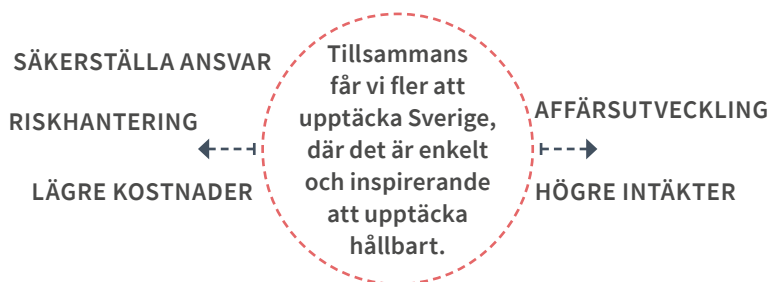 SÄKERSTÄLLA ANSVAR
RISKHANTERING
LÄGRE KOSTNADER
Tillsammans
får vi fler att
upptäcka Sverige,
där det är enkelt
och inspirerande
att upptäcka
hållbart.
AFFÄRSUTVECKLING
HÖGRE INTÄKTER